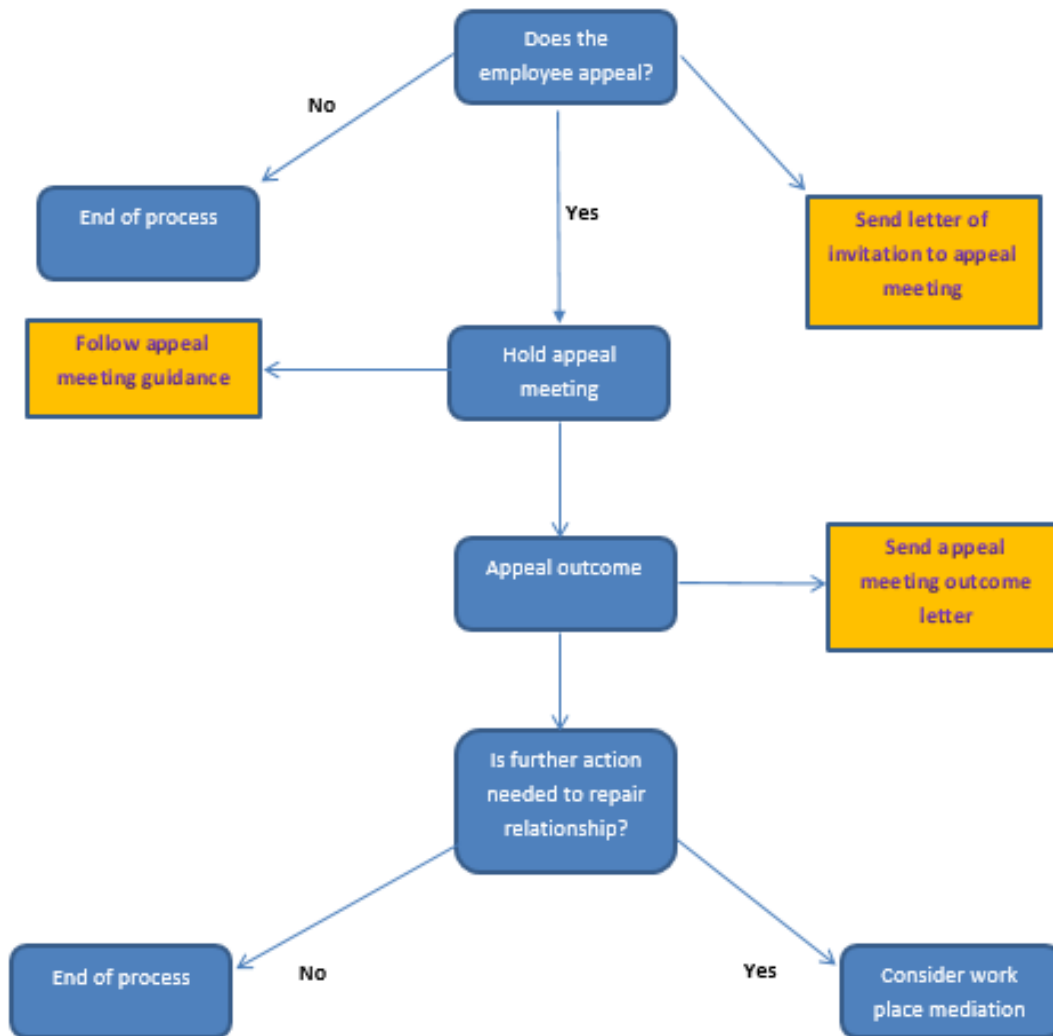 Does the
employee appeal?
No
End of process
Yes
Send letter of
invitation to appeal
meeting
Follow appeal
meeting guidance
Hold appeal
meeting
Appeal outcome
Send appeal
meeting outcome
letter
Is further action
needed to repair
relationship?
End of process
No
Yes
Consider work
place mediation